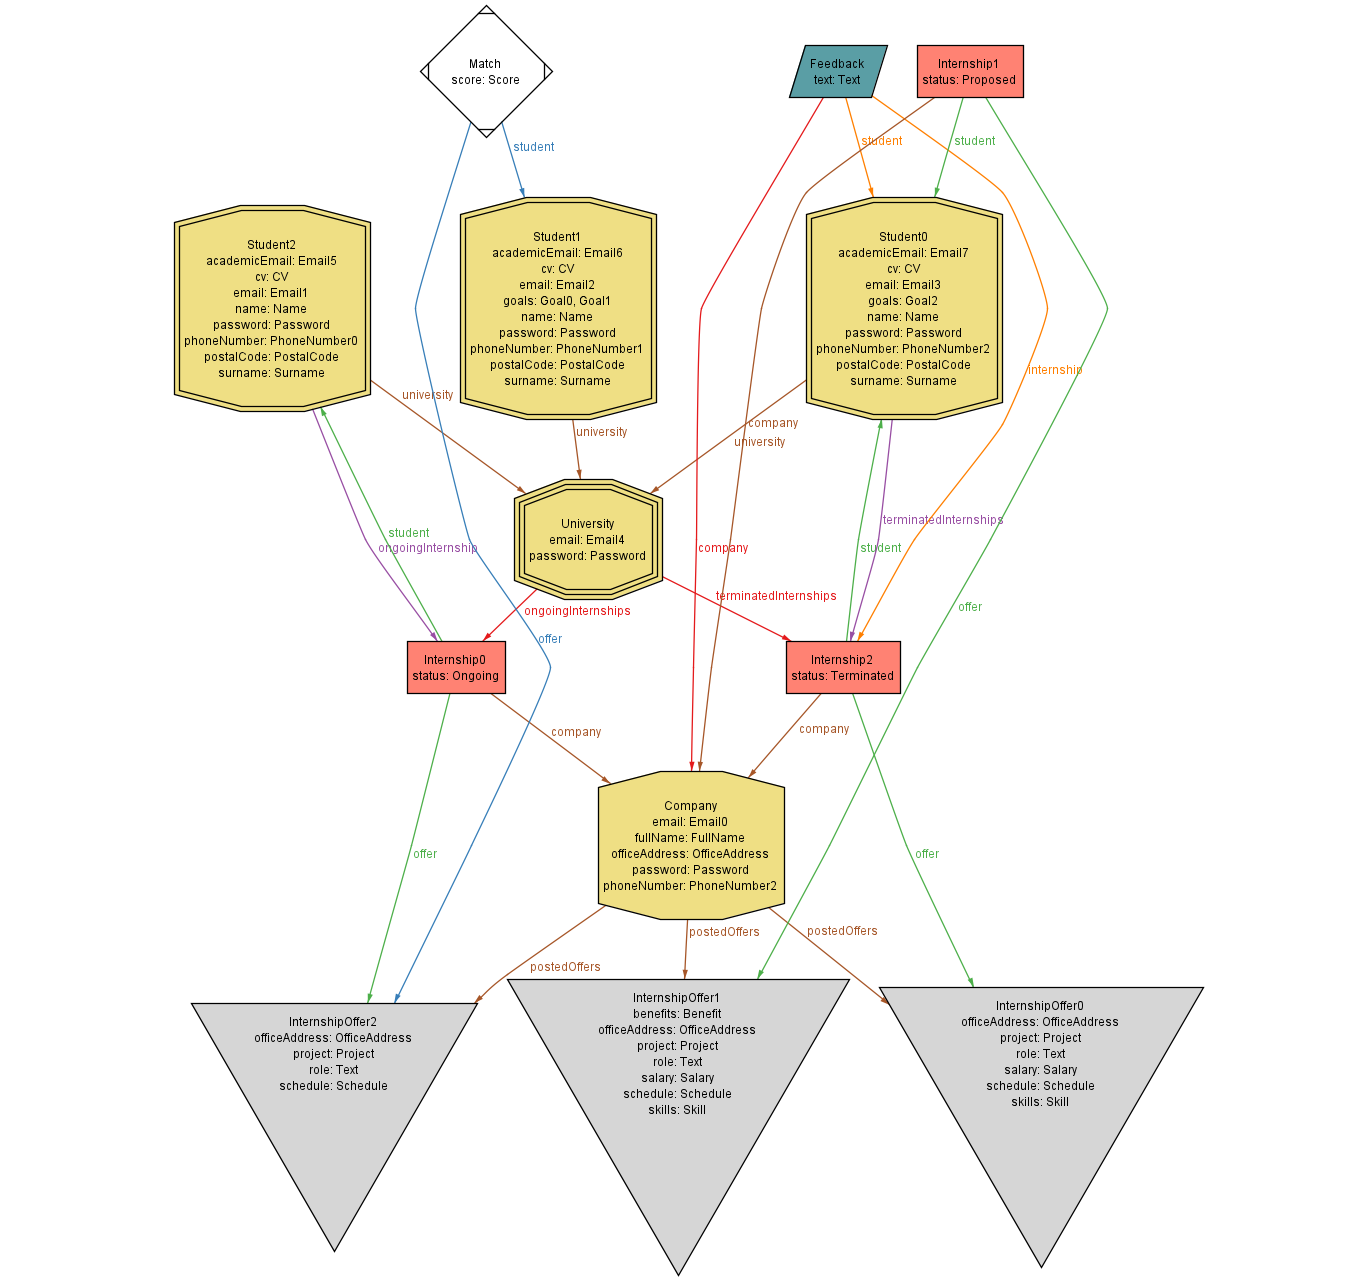 Match
score: Score
Feedback
text: Text
Internship1
status: Proposed
student
student
student
Student2
academicEmail: Email5
cv: CV
email: Email1
name: Name
password: Password
phoneNumber: PhoneNumber0
postalCode: PostalCode
surname: Surname
Student1
academicEmail: Email6
cv: CV
email: Email2
goals: Goal0, Goal1
name: Name
password: Password
phoneNumber: PhoneNumber1
postalCode: PostalCode
surname: Surname
Student0
academicEmail: Email7
cv: CV
email: Email3
goals: Goal2
name: Name
password: Password
phoneNumber: PhoneNumber2
postalCode: PostalCode
surname: Surname
internship
university
university
company
university
University
email: Email4
password: Password
student
ongoingInternship
company
terminatedInternships
student
ongoingInternships
terminatedInternships
offer
offer
Internship0
status: Ongoing
Internship2
status: Terminated
company
company
Company
email: Email0
fullName: FullName
officeAddress: OfficeAddress
password: Password
phoneNumber: PhoneNumber2
offer
offer
postedOffers
postedOffers
postedOffers
InternshipOffer2
officeAddress: OfficeAddress
project: Project
role: Text
schedule: Schedule
InternshipOffer1
benefits: Benefit
officeAddress: OfficeAddress
project: Project
role: Text
salary: Salary
schedule: Schedule
skills: Skill
InternshipOffer0
officeAddress: OfficeAddress
project: Project
role: Text
salary: Salary
schedule: Schedule
skills: Skill